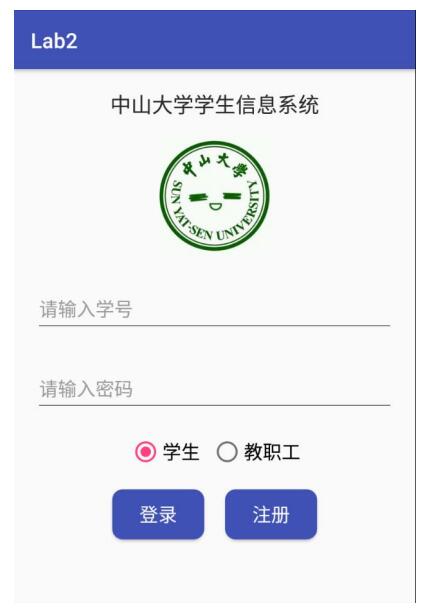 Lab2
中山大学学生信息系统
中山大学
SUN YAT-SEN UNIVERSITY
请输入学号
请输入密码
学生 教职工
登录 注册